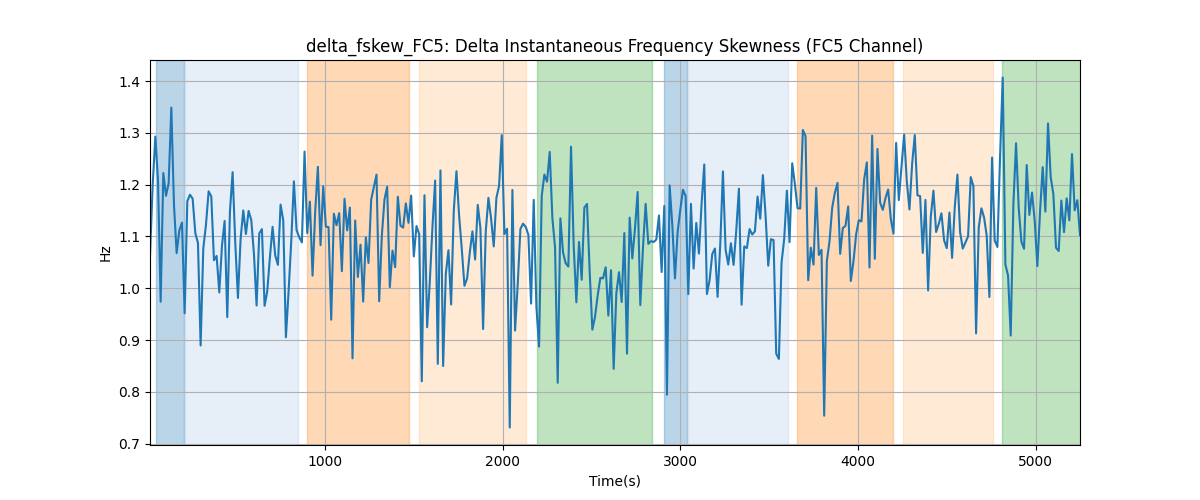 delta_fskew_FC5: Delta Instantaneous Frequency Skewness (FC5 Channel)
1.4
1.3
1.2
1.1
1.0
0.9
0.8
0.7
Hz
1000 2000 3000 4000 5000
Time(s)